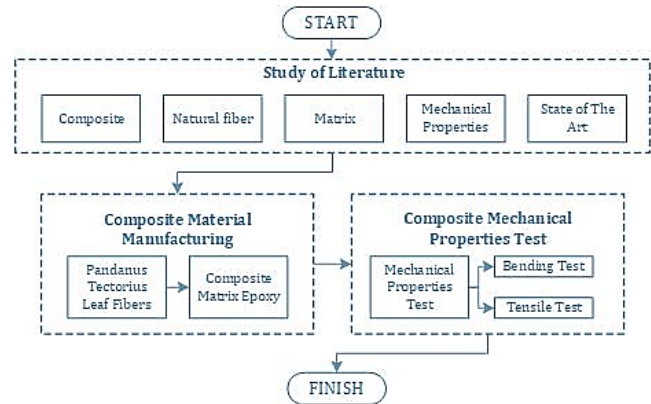 START
Study of Literature
Composite
Natural fiber
Matrix
Mechanical
Properties
State of The
Art
Composite Material
Manufacturing
Pandanus
Tectorius
Leaf Fibers
Composite
Matrix Epoxy
Composite Mechanical
Properties Test
Mechanical
Properties
Test
Bending Test
Tensile Test
FINISH